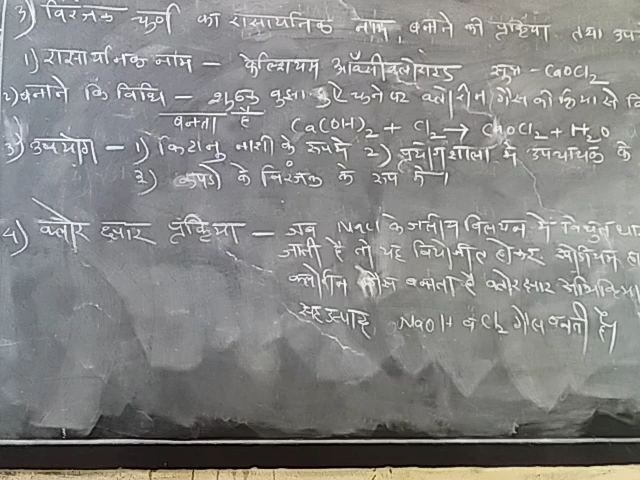 3) विरंजक चुर्ण का रासायनिक नाम, बनाने की प्रक्रिया तथा उप
1) रासायनिक नाम – केल्शियम ऑक्सीक्लोराइड सूत्र – CaOCl2
2) बनाने कि विधि – शुष्क बुझा हुऐ चुने पर क्लोरीन गैस की क्रिया से
बनता है Ca(OH)2 + Cl2 → CaOCl2 + H2O
3) उपयोग – 1) किटानु नाशी के रूप मे 2) प्रयोगशाला मे उपचायक के
3) कपडो के विरंजक के रूप मे।
4) क्लोर क्षार प्रक्रिया – जब NaCl के जलीय विलयन में विधुत धा
जाती है तो यह वियोजीत होकर सोडियम हा
क्लोरीन गैस बनाता है क्लोर क्षार अभिक्रिया
सह उत्पाद NaOH व Cl2 गैस बनती है।